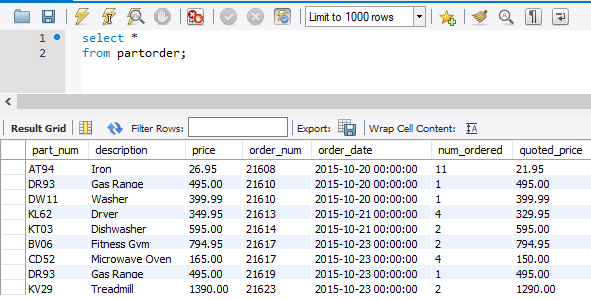 Limit to 1000 rows
1 select *
2 from partorder;
Result Grid Filter Rows: Export: Wrap Cell Content: IA
part_num description price order_num order_date num_ordered quoted_price
AT94 Iron 26.95 21608 2015-10-20 00:00:00 11 21.95
DR93 Gas Range 495.00 21610 2015-10-20 00:00:00 1 495.00
DW11 Washer 399.99 21610 2015-10-20 00:00:00 1 399.99
KL62 Dryer 349.95 21613 2015-10-21 00:00:00 4 329.95
KT03 Dishwasher 595.00 21614 2015-10-21 00:00:00 2 595.00
BV06 Fitness Gym 794.95 21617 2015-10-23 00:00:00 2 794.95
CD52 Microwave Oven 165.00 21617 2015-10-23 00:00:00 4 150.00
DR93 Gas Range 495.00 21619 2015-10-23 00:00:00 1 495.00
KV29 Treadmill 1390.00 21623 2015-10-23 00:00:00 2 1290.00